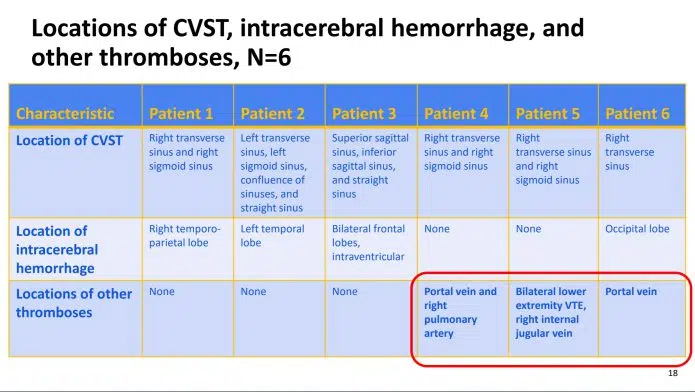 Locations of CVST, intracerebral hemorrhage, and
other thromboses, N=6
Characteristic Patient 1 Patient 2 Patient 3 Patient 4 Patient 5 Patient 6
Location of CVST
Right transverse
sinus and right
sigmoid sinus
Left transverse
sinus, left
sigmoid sinus,
confluence of
sinuses, and
straight sinus
Superior sagittal
sinus, inferior
sagittal sinus,
and straight
sinus
Right transverse
sinus and right
sigmoid sinus
Right
transverse sinus
and right
sigmoid sinus
Right
transverse
sinus
Location of
intracerebral
hemorrhage
Right temporo-
parietal lobe
Left temporal
lobe
Bilateral frontal
lobes,
intraventricular
None
None
Occipital lobe
Locations of other
thromboses
None
None
None
Portal vein and
right
pulmonary
artery
Bilateral lower
extremity VTE,
right internal
jugular vein
Portal vein
18